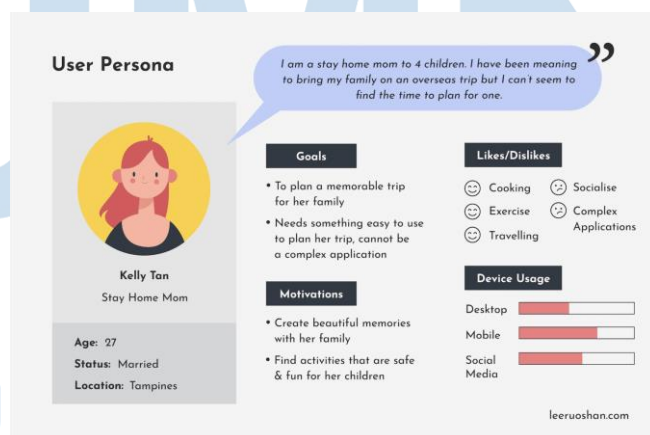 User Persona
I am a stay home mom to 4 children. I have been meaning
to bring my family on an overseas trip but I can't seem to
find the time to plan for one.
”
Kelly Tan
Stay Home Mom
Age: 27
Status: Married
Location: Tampines
Goals
• To plan a memorable trip
for her family
• Needs something easy to use
to plan her trip, cannot be
a complex application
Motivations
• Create beautiful memories
with her family
• Find activities that are safe
& fun for her children
Likes/Dislikes
Cooking
Exercise
Travelling
Socialise
Complex
Applications
Device Usage
Desktop
Mobile
Social
Media
leeruoshan.com